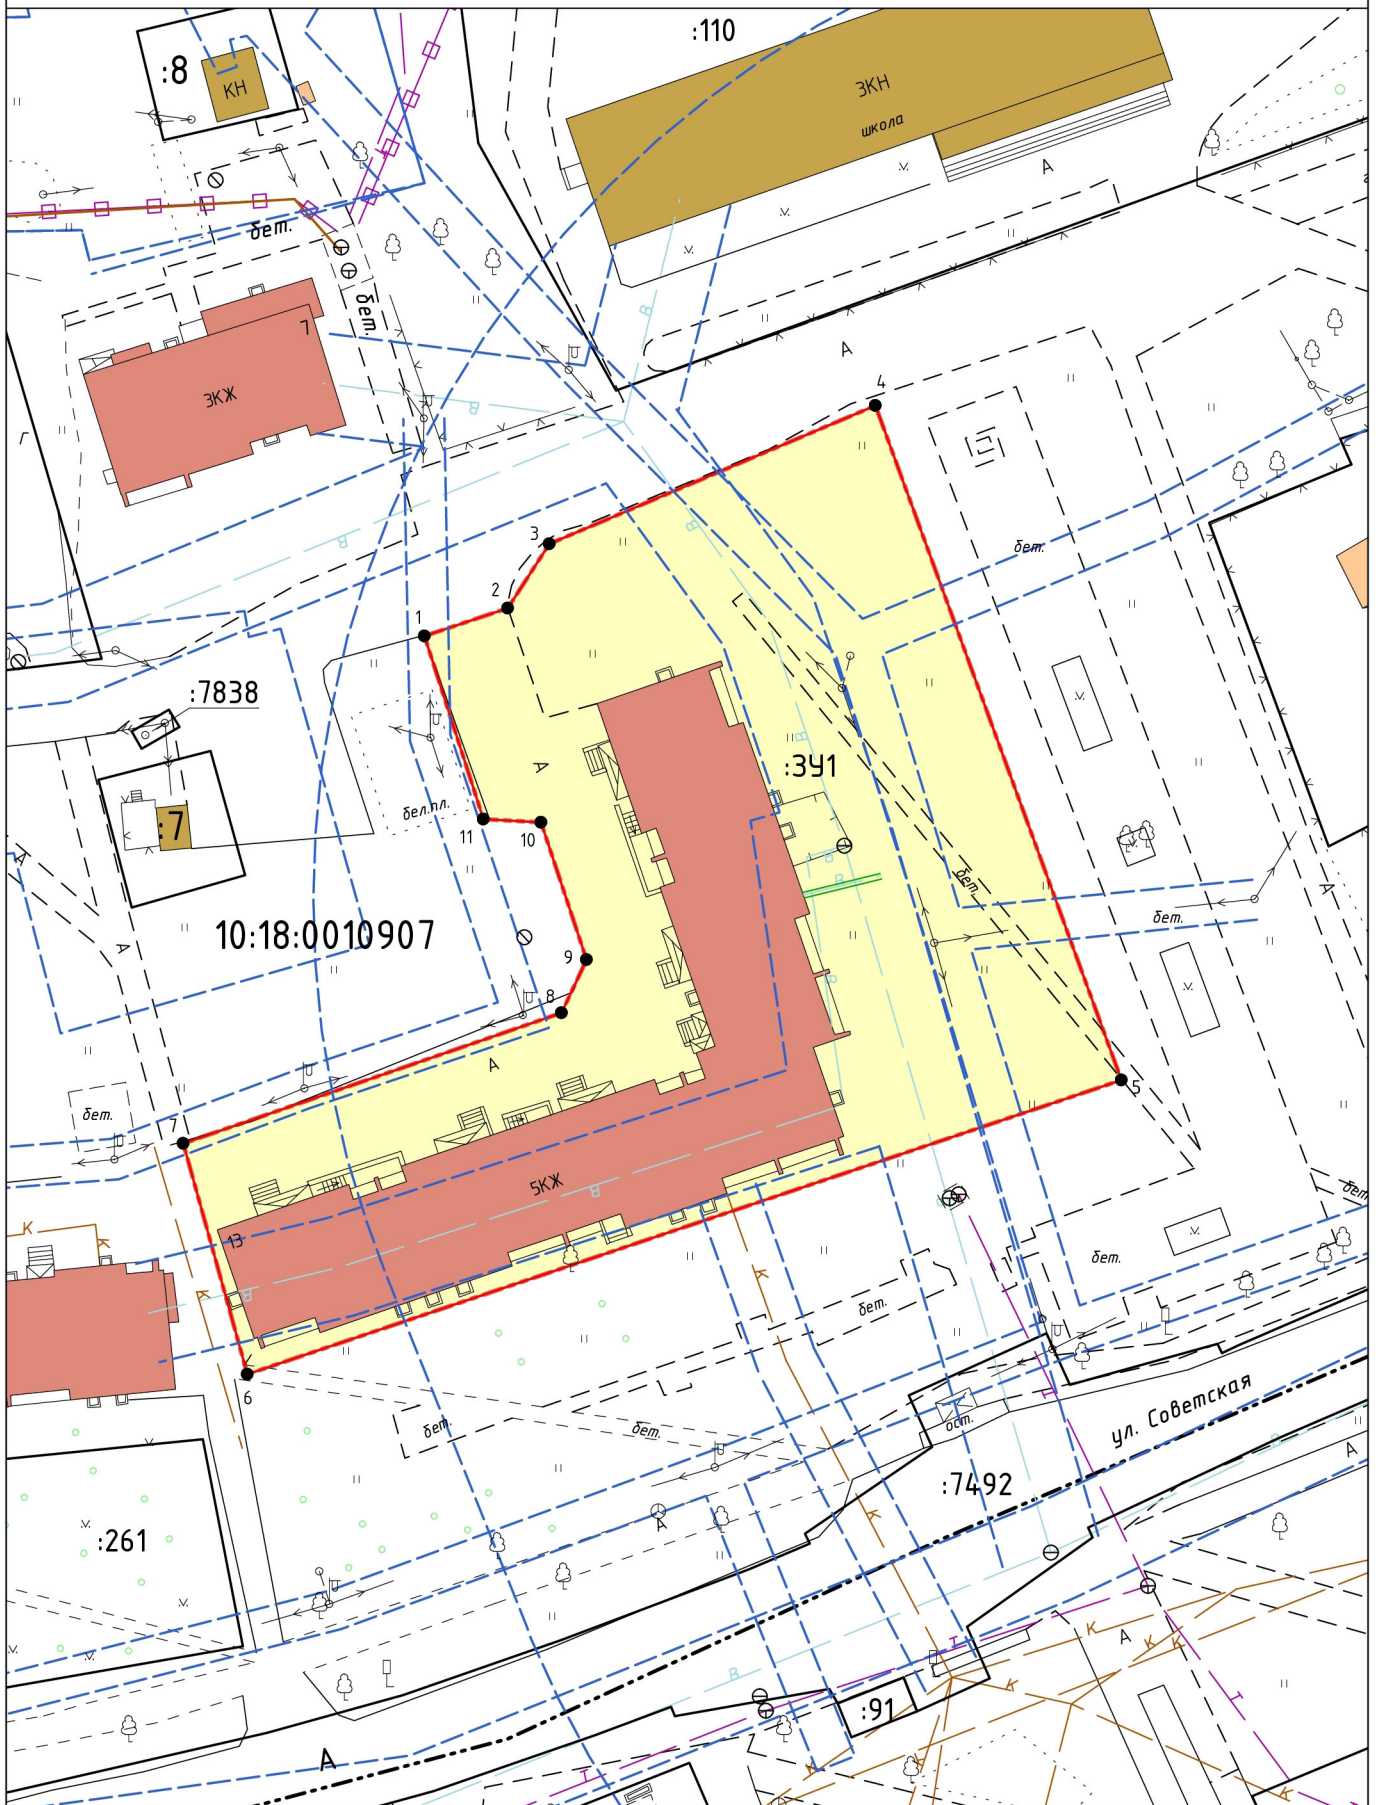 :110
:8
КН
3КН
школа
А
бет.
бет.
А
7
3КЖ
Г
В
В
В
4
3
В
бет.
2
1
:7838
В
:ЗУ1
А
бел.пл.
11
10
:7
А
В
В
бет.
А
бет.
10:18:0010907
А
9
В
8
А
5
бет.
7
5КЖ
В
бет.
К
К
13
бет.
К
В
К
бет.
6
Т
ул. Советская
бет.
бет.
ост.
В
А
:7492
К
А
:261
К
А
Т
К
К
В
К
Т
:91
А
К
Т
К